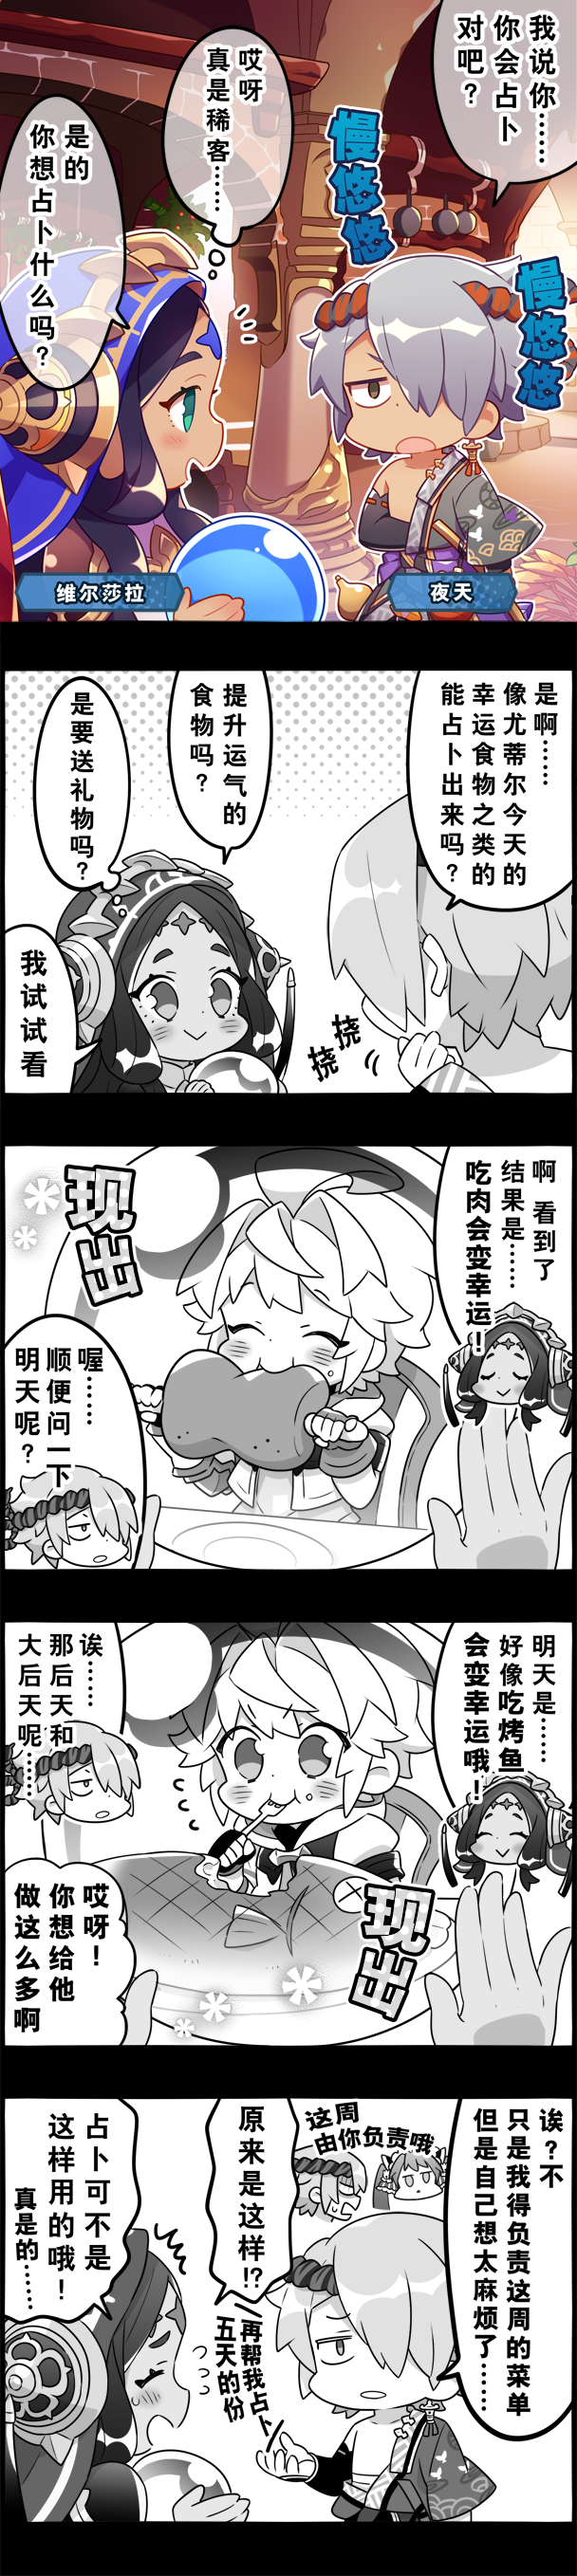 我说你……
你会占卜
对吧？
慢悠悠
慢悠悠
哎呀
真是稀客……
是的
你想占卜什么吗？
维尔莎拉
夜天
是啊……
像尤蒂尔今天的
幸运食物之类的
能占卜出来吗？
提升运气的
食物吗？
是要送礼物吗？
挠
挠
我试试看
啊 看到了
结果是……
吃肉会变幸运！
现出
喔……
顺便问一下
明天呢？
明天是……
好像吃烤鱼
会变幸运哦！
诶……
那后天和
大后天呢……
现出
哎呀！
你想给他
做这么多啊
诶？不
只是我得负责这周的菜单
但是自己想太麻烦了……
这周
由你负责哦
原来是这样!?
再帮我占卜
五天的份
占卜可不是
这样用的哦！
真是的……